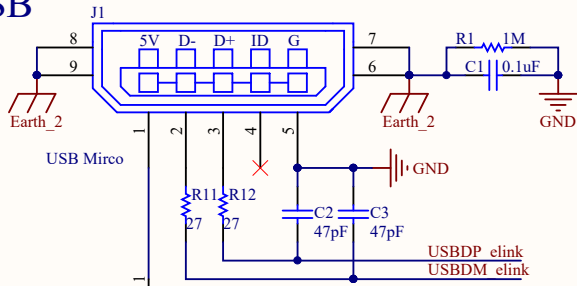 SB
J1
5V D- D+ ID G
8
9
7
6
R1 1M
C1 0.1uF
Earth_2
Earth_2
GND
1
2
3
4
5
USB Mirco
GND
R11 R12
27 27
C2 C3
47pF 47pF
USBDP_elink
USBDM_elink
1